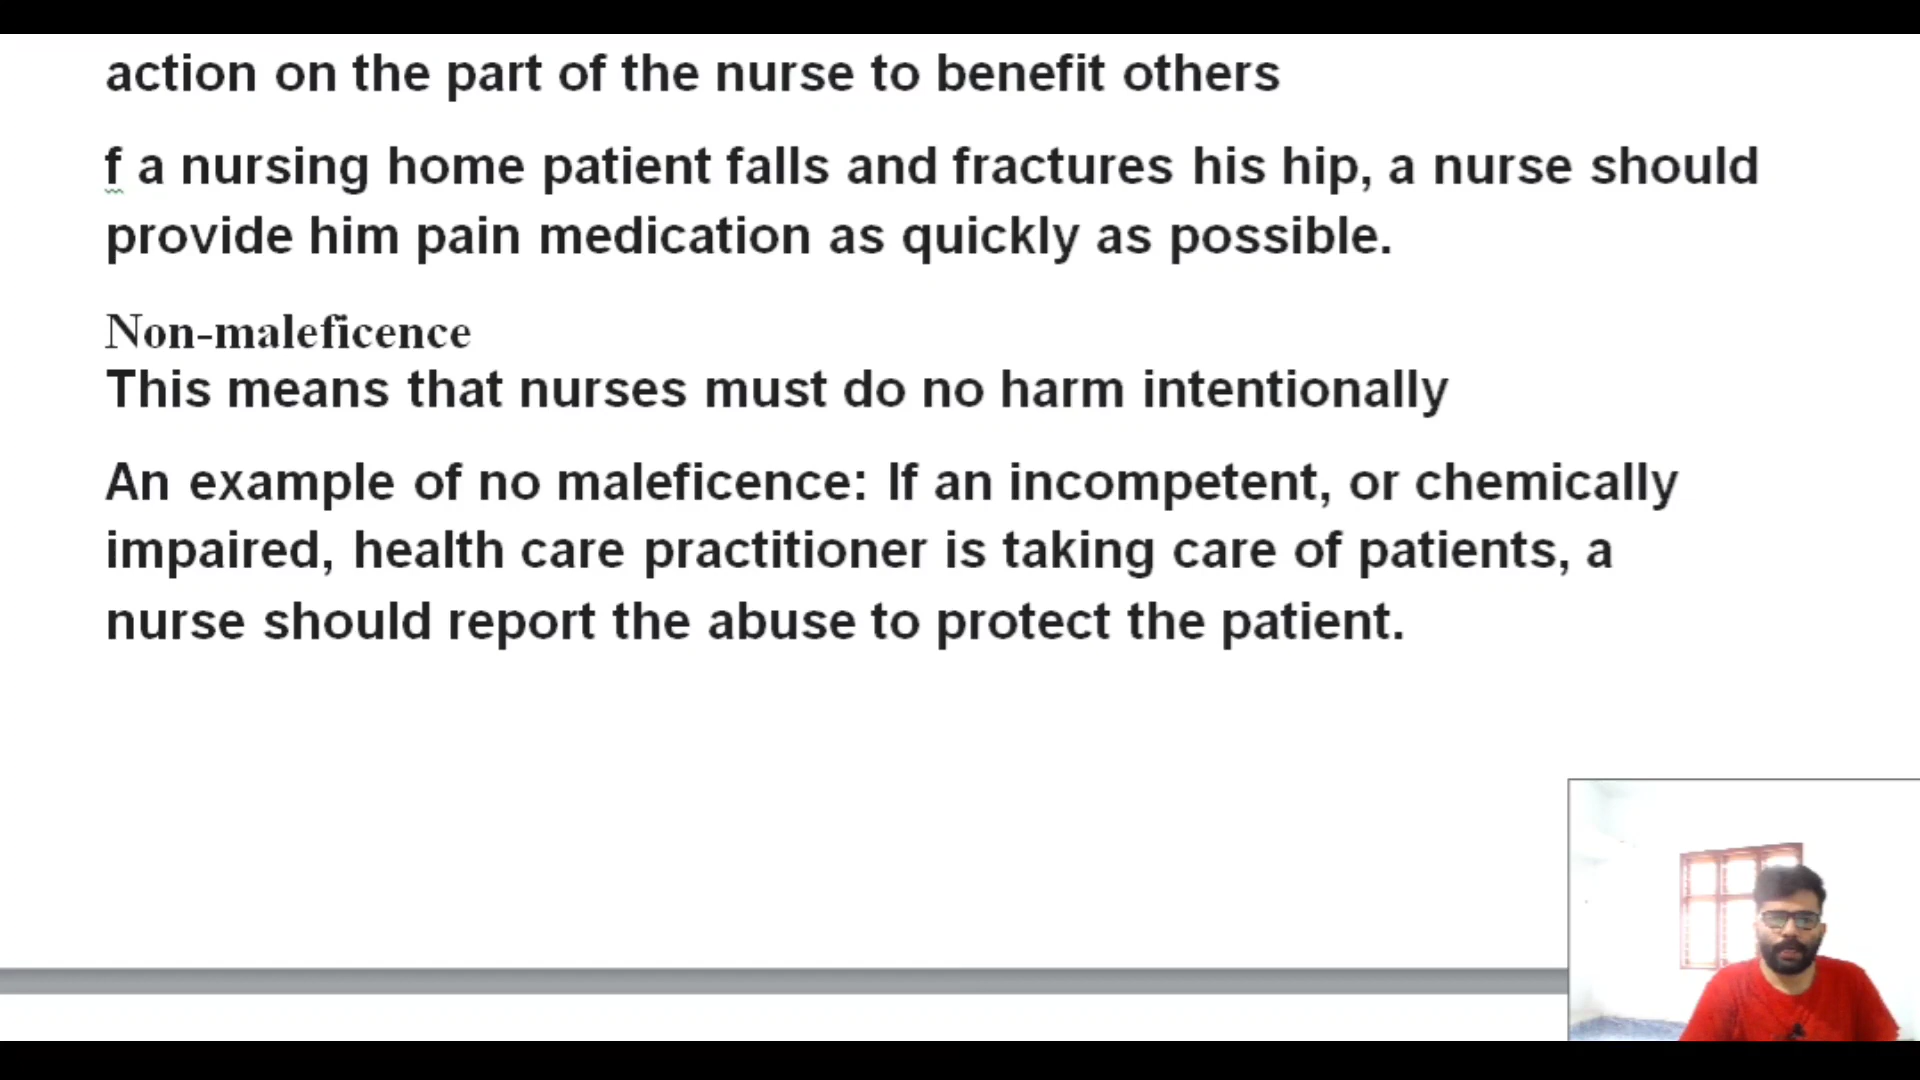 action on the part of the nurse to benefit others
f a nursing home patient falls and fractures his hip, a nurse should
provide him pain medication as quickly as possible.
Non-maleficence
This means that nurses must do no harm intentionally
An example of no maleficence: If an incompetent, or chemically
impaired, health care practitioner is taking care of patients, a
nurse should report the abuse to protect the patient.